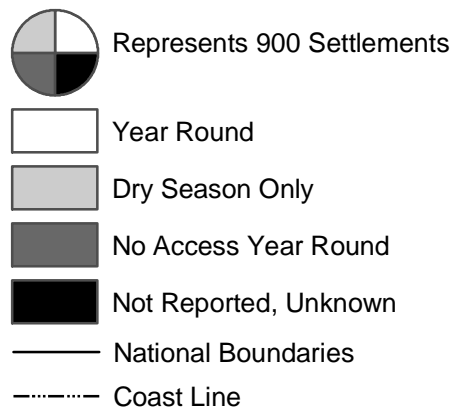 Represents 900 Settlements
Year Round
Dry Season Only
No Access Year Round
Not Reported, Unknown
National Boundaries
Coast Line